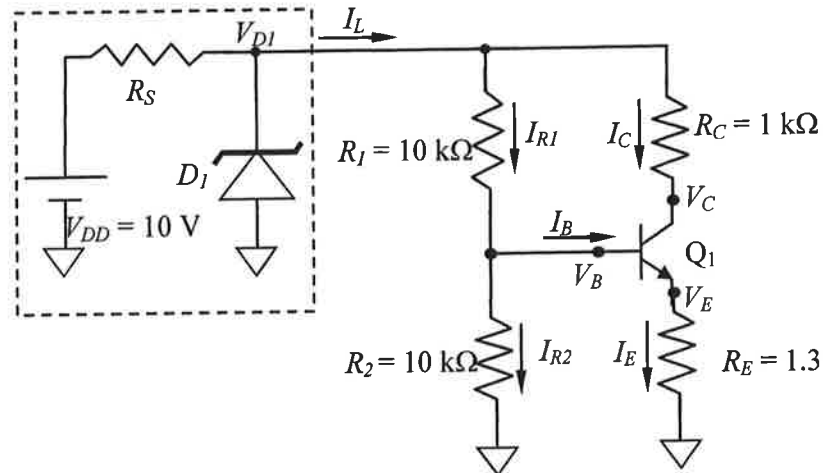 V_D1
I_L
R_S
R_1 = 10 kΩ
I_R1
I_C
R_C = 1 kΩ
D_1
V_C
V_DD = 10 V
I_B
Q_1
V_B
V_E
R_2 = 10 kΩ
I_R2
I_E
R_E = 1.3